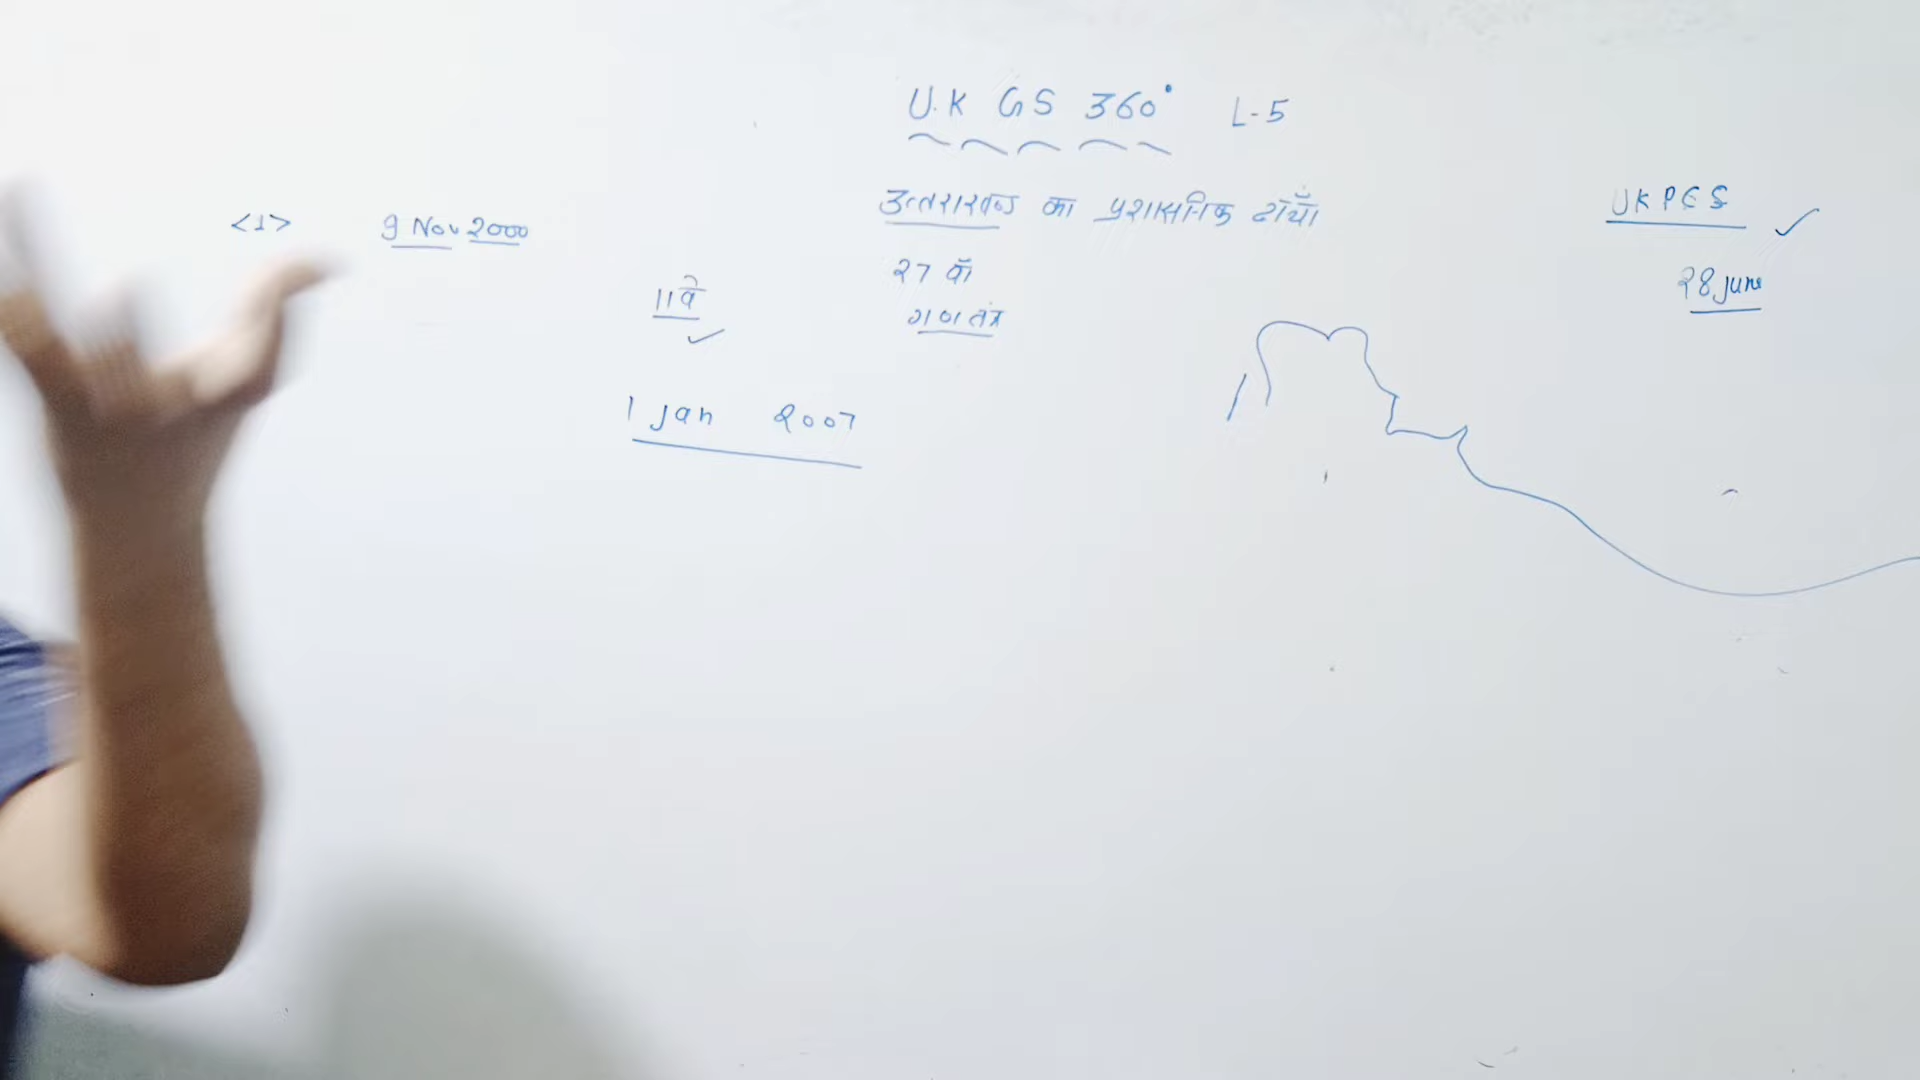 U.K GS 360° L-5
उत्तराखण्ड का प्रशासनिक ढाँचा
UKPCS
<1> 9 Nov 2000
27 वाँ
गणतंत्र
11वे
28 June
1 Jan 2007